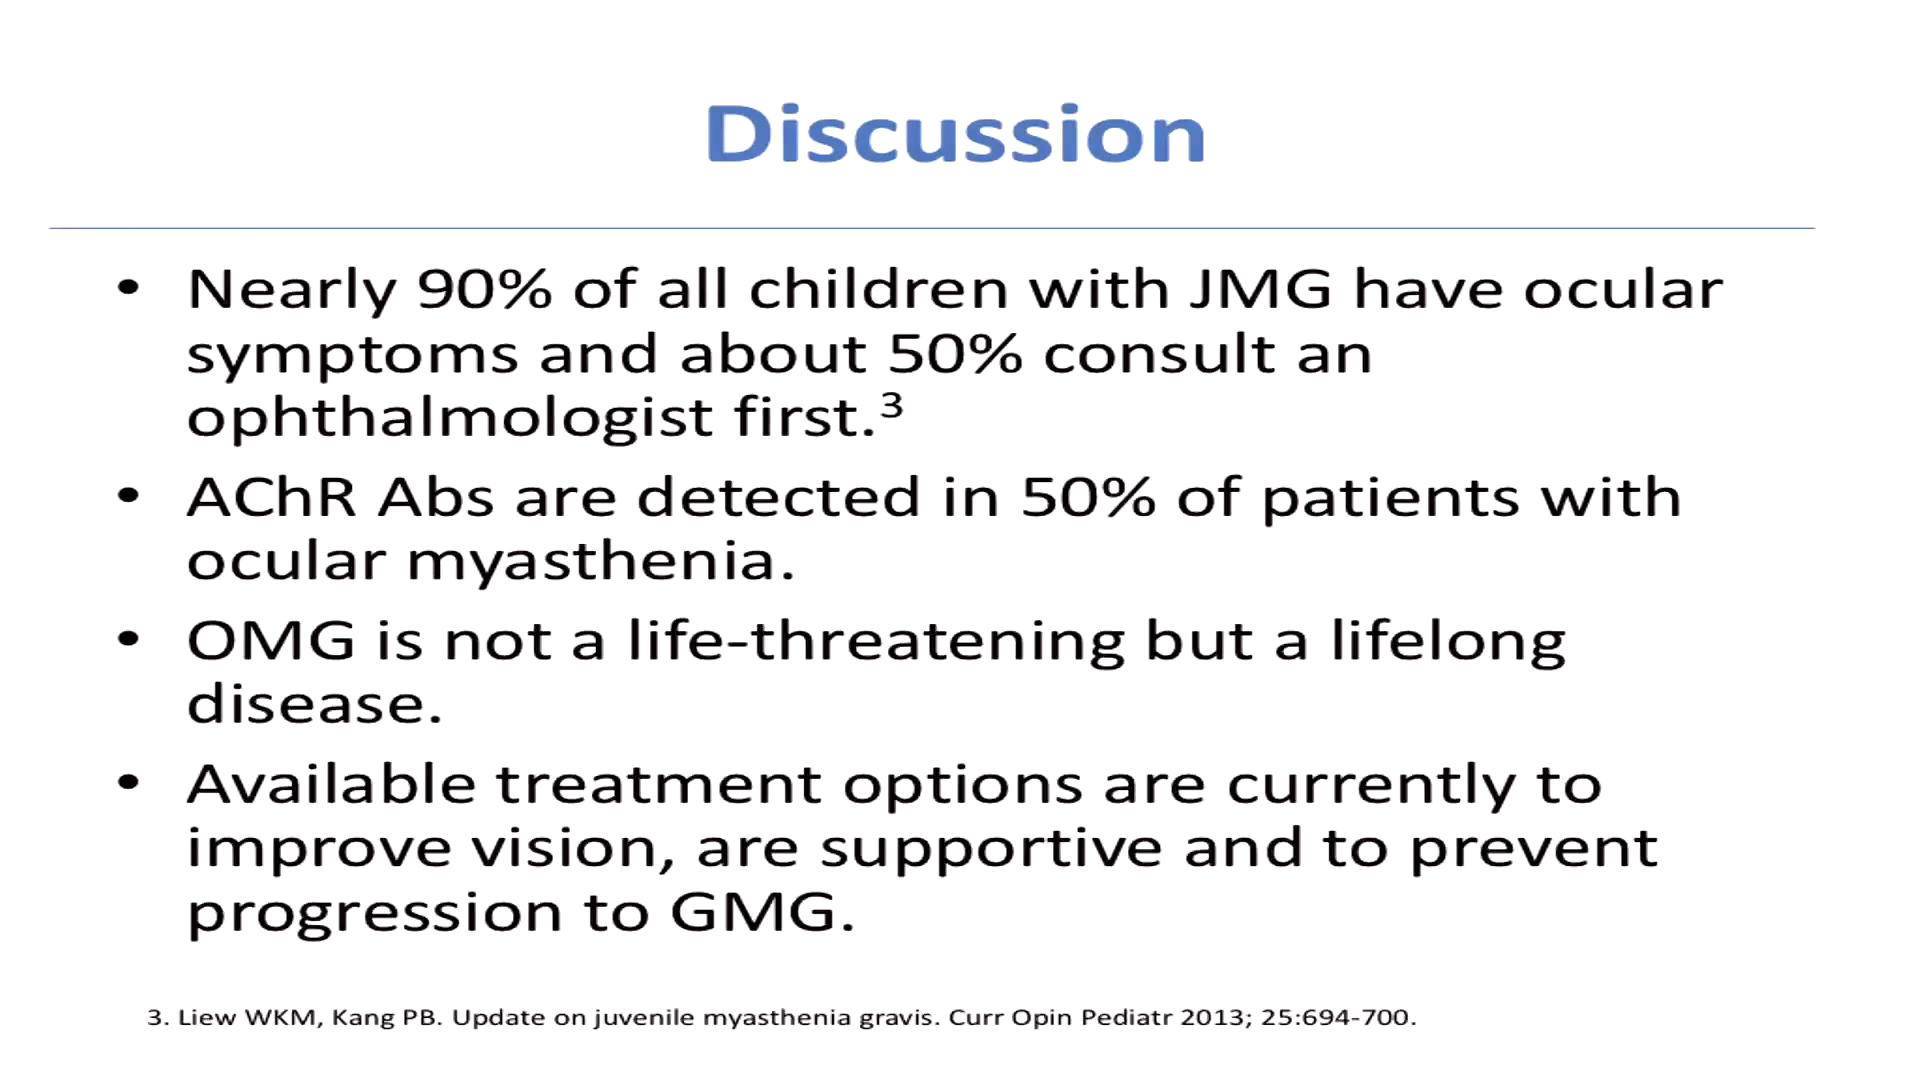 Discussion
• Nearly 90% of all children with JMG have ocular
symptoms and about 50% consult an
ophthalmologist first.³
• AChR Abs are detected in 50% of patients with
ocular myasthenia.
• OMG is not a life-threatening but a lifelong
disease.
• Available treatment options are currently to
improve vision, are supportive and to prevent
progression to GMG.
3. Liew WKM, Kang PB. Update on juvenile myasthenia gravis. Curr Opin Pediatr 2013; 25:694-700.